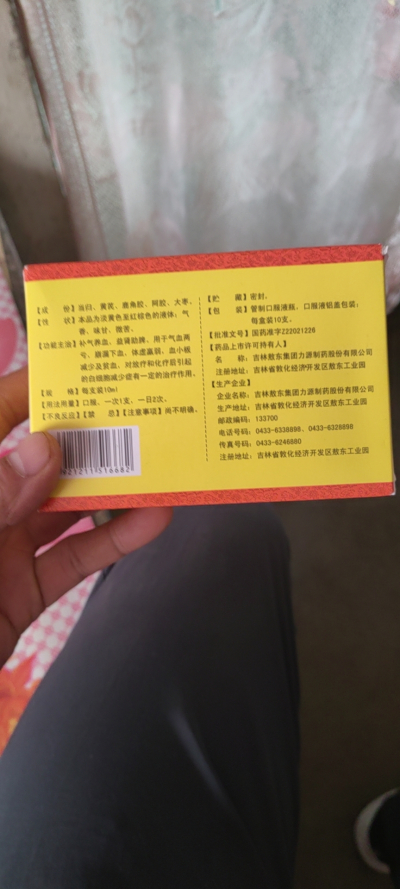 【成　　份】当归、黄芪、鹿角胶、阿胶、大枣。
【性　　状】本品为淡黄色至红棕色的液体，气
香、味甘、微苦。
【功能主治】补气养血，益肾助脾。用于气血两
亏，崩漏下血，体虚羸弱，血小板
减少及贫血，对放疗和化疗后引起
的白细胞减少症有一定的治疗作用。
【规　　格】每支装10ml
【用法用量】口服，一次1支，一日2次。
【不良反应】【禁　　忌】【注意事项】尚不明确。
【贮　　藏】密封。
【包　　装】管制口服液瓶、口服液铝盖包装；
每盒装10支。
【批准文号】国药准字Z22021228
【药品上市许可持有人】
名　　称：吉林敖东集团力源制药股份有限公司
注册地址：吉林省敦化经济开发区敖东工业园
【生产企业】
企业名称：吉林敖东集团力源制药股份有限公司
生产地址：吉林省敦化经济开发区敖东工业园
邮政编码：133700
电话号码：0433-6338898、0433-6328898
传真号码：0433-6246880
注册地址：吉林省敦化经济开发区敖东工业园